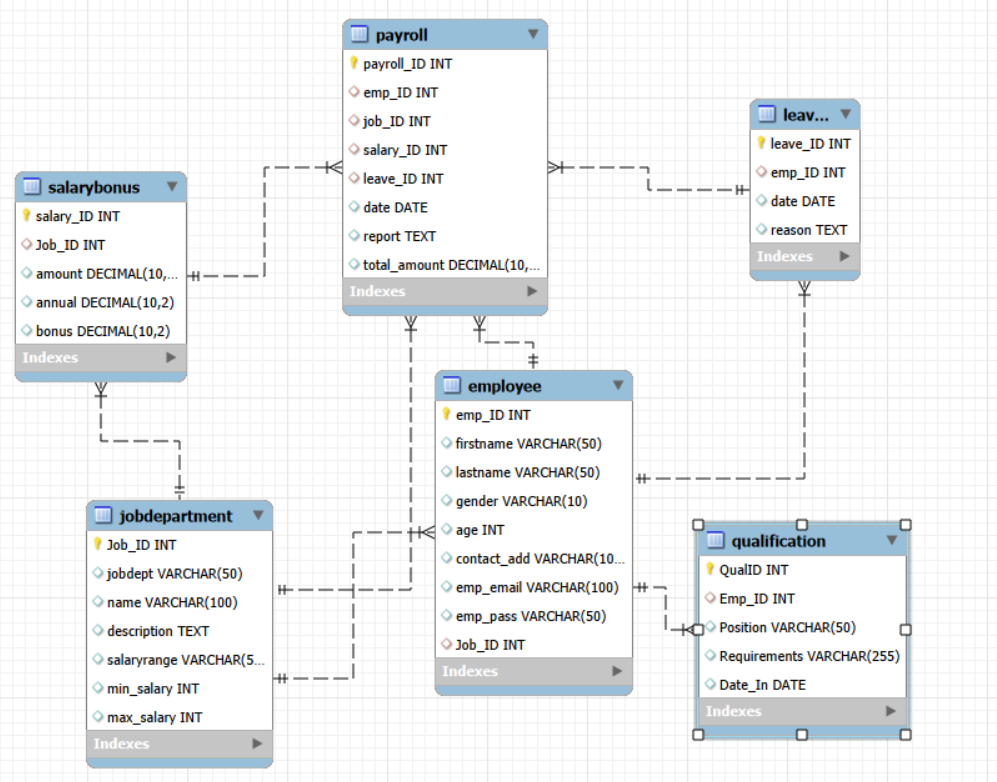 payroll
payroll_ID INT
emp_ID INT
job_ID INT
salary_ID INT
leave_ID INT
date DATE
report TEXT
total_amount DECIMAL(10,...
Indexes
leav...
leave_ID INT
emp_ID INT
date DATE
reason TEXT
Indexes
salarybonus
salary_ID INT
Job_ID INT
amount DECIMAL(10,...
annual DECIMAL(10,2)
bonus DECIMAL(10,2)
Indexes
employee
emp_ID INT
firstname VARCHAR(50)
lastname VARCHAR(50)
gender VARCHAR(10)
age INT
contact_add VARCHAR(10...
emp_email VARCHAR(100)
emp_pass VARCHAR(50)
Job_ID INT
Indexes
jobdepartment
Job_ID INT
jobdept VARCHAR(50)
name VARCHAR(100)
description TEXT
salaryrange VARCHAR(5...
min_salary INT
max_salary INT
Indexes
qualification
QualID INT
Emp_ID INT
Position VARCHAR(50)
Requirements VARCHAR(255)
Date_In DATE
Indexes